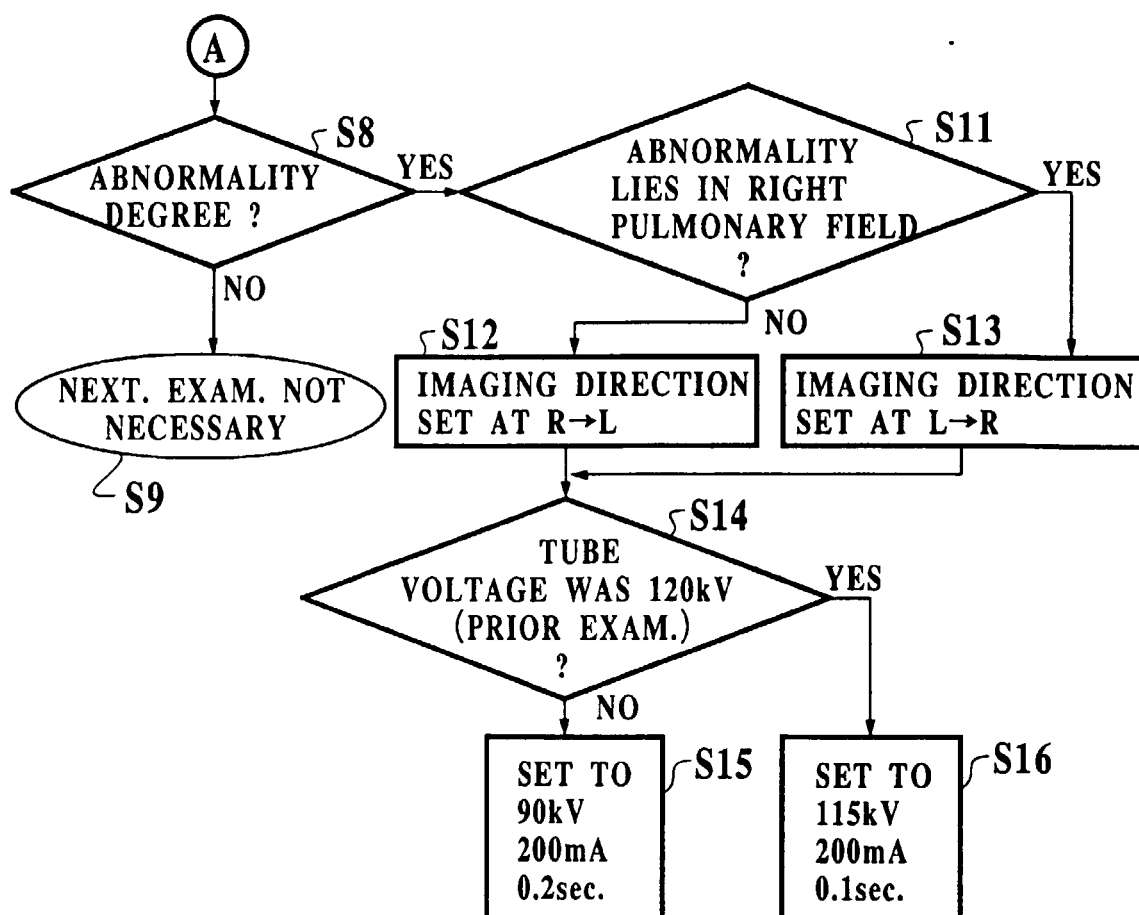 A
S8
ABNORMALITY
DEGREE ?
YES
NO
S11
ABNORMALITY
LIES IN RIGHT
PULMONARY FIELD
?
YES
NO
NEXT. EXAM. NOT
NECESSARY
S9
S12
IMAGING DIRECTION
SET AT R→L
S13
IMAGING DIRECTION
SET AT L→R
S14
TUBE
VOLTAGE WAS 120kV
(PRIOR EXAM.)
?
YES
NO
S15
SET TO
90kV
200mA
0.2sec.
S16
SET TO
115kV
200mA
0.1sec.